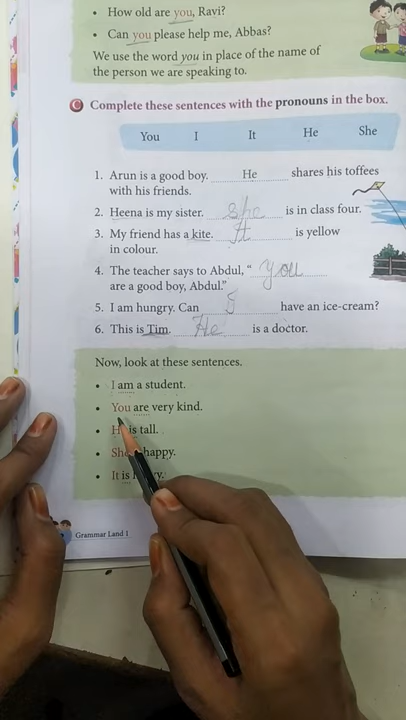 • How old are you, Ravi?
• Can you please help me, Abbas?
We use the word you in place of the name of
the person we are speaking to.
C Complete these sentences with the pronouns in the box.
You I It He She
1. Arun is a good boy. He shares his toffees
with his friends.
2. Heena is my sister. She is in class four.
3. My friend has a kite. It is yellow
in colour.
4. The teacher says to Abdul, “ you
are a good boy, Abdul.”
5. I am hungry. Can I have an ice-cream?
6. This is Tim. He is a doctor.
Now, look at these sentences.
• I am a student.
• You are very kind.
• is tall.
• She happy.
• It is
Grammar Land 1